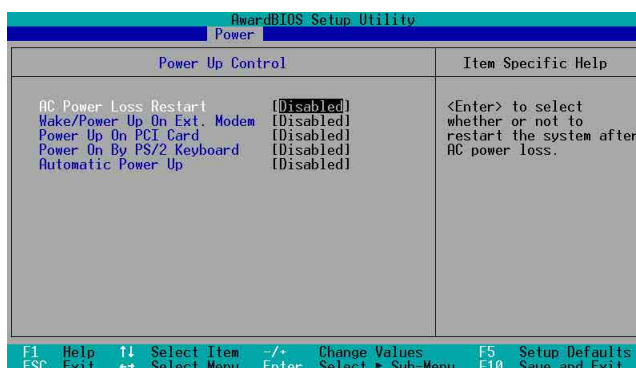 AwardBIOS Setup Utility
Power
Power Up Control
Item Specific Help
AC Power Loss Restart [Disabled]
Wake/Power Up On Ext. Modem [Disabled]
Power Up On PCI Card [Disabled]
Power On By PS/2 Keyboard [Disabled]
Automatic Power Up [Disabled]
<Enter> to select
whether or not to
restart the system after
AC power loss.
F1 Help ↑↓ Select Item -/+ Change Values F5 Setup Defaults
ESC Exit ←→ Select Menu Enter Select ► Sub-Menu F10 Save and Exit